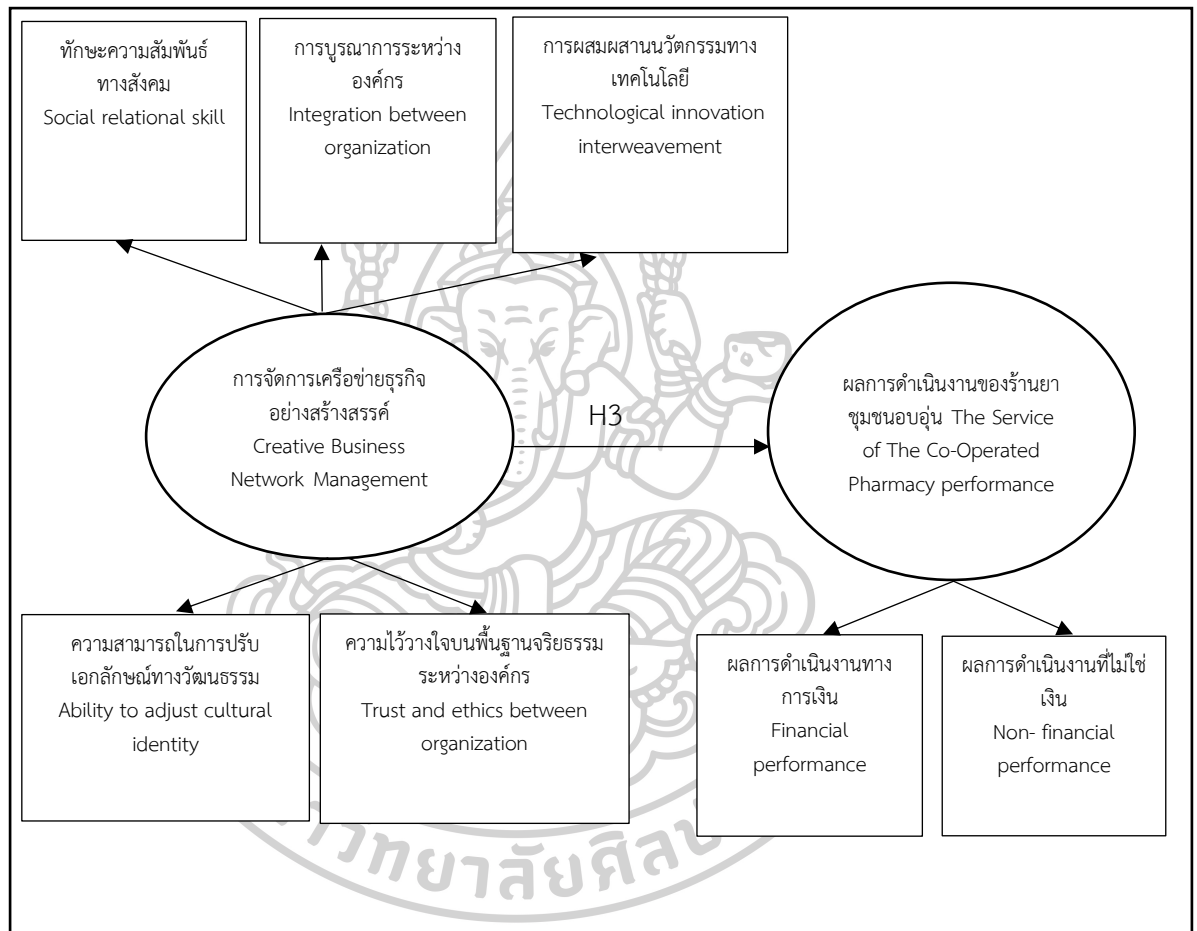 ทักษะความสัมพันธ์
ทางสังคม
Social relational skill
การบูรณาการระหว่าง
องค์กร
Integration between
organization
การผสมผสานนวัตกรรมทาง
เทคโนโลยี
Technological innovation
interweavement
การจัดการเครือข่ายธุรกิจ
อย่างสร้างสรรค์
Creative Business
Network Management
H3
ผลการดำเนินงานของร้านยา
ชุมชนอบอุ่น The Service
of The Co-Operated
Pharmacy performance
ความสามารถในการปรับ
เอกลักษณ์ทางวัฒนธรรม
Ability to adjust cultural
identity
ความไว้วางใจบนพื้นฐานจริยธรรม
ระหว่างองค์กร
Trust and ethics between
organization
ผลการดำเนินงานทาง
การเงิน
Financial
performance
ผลการดำเนินงานที่ไม่ใช่
เงิน
Non- financial
performance